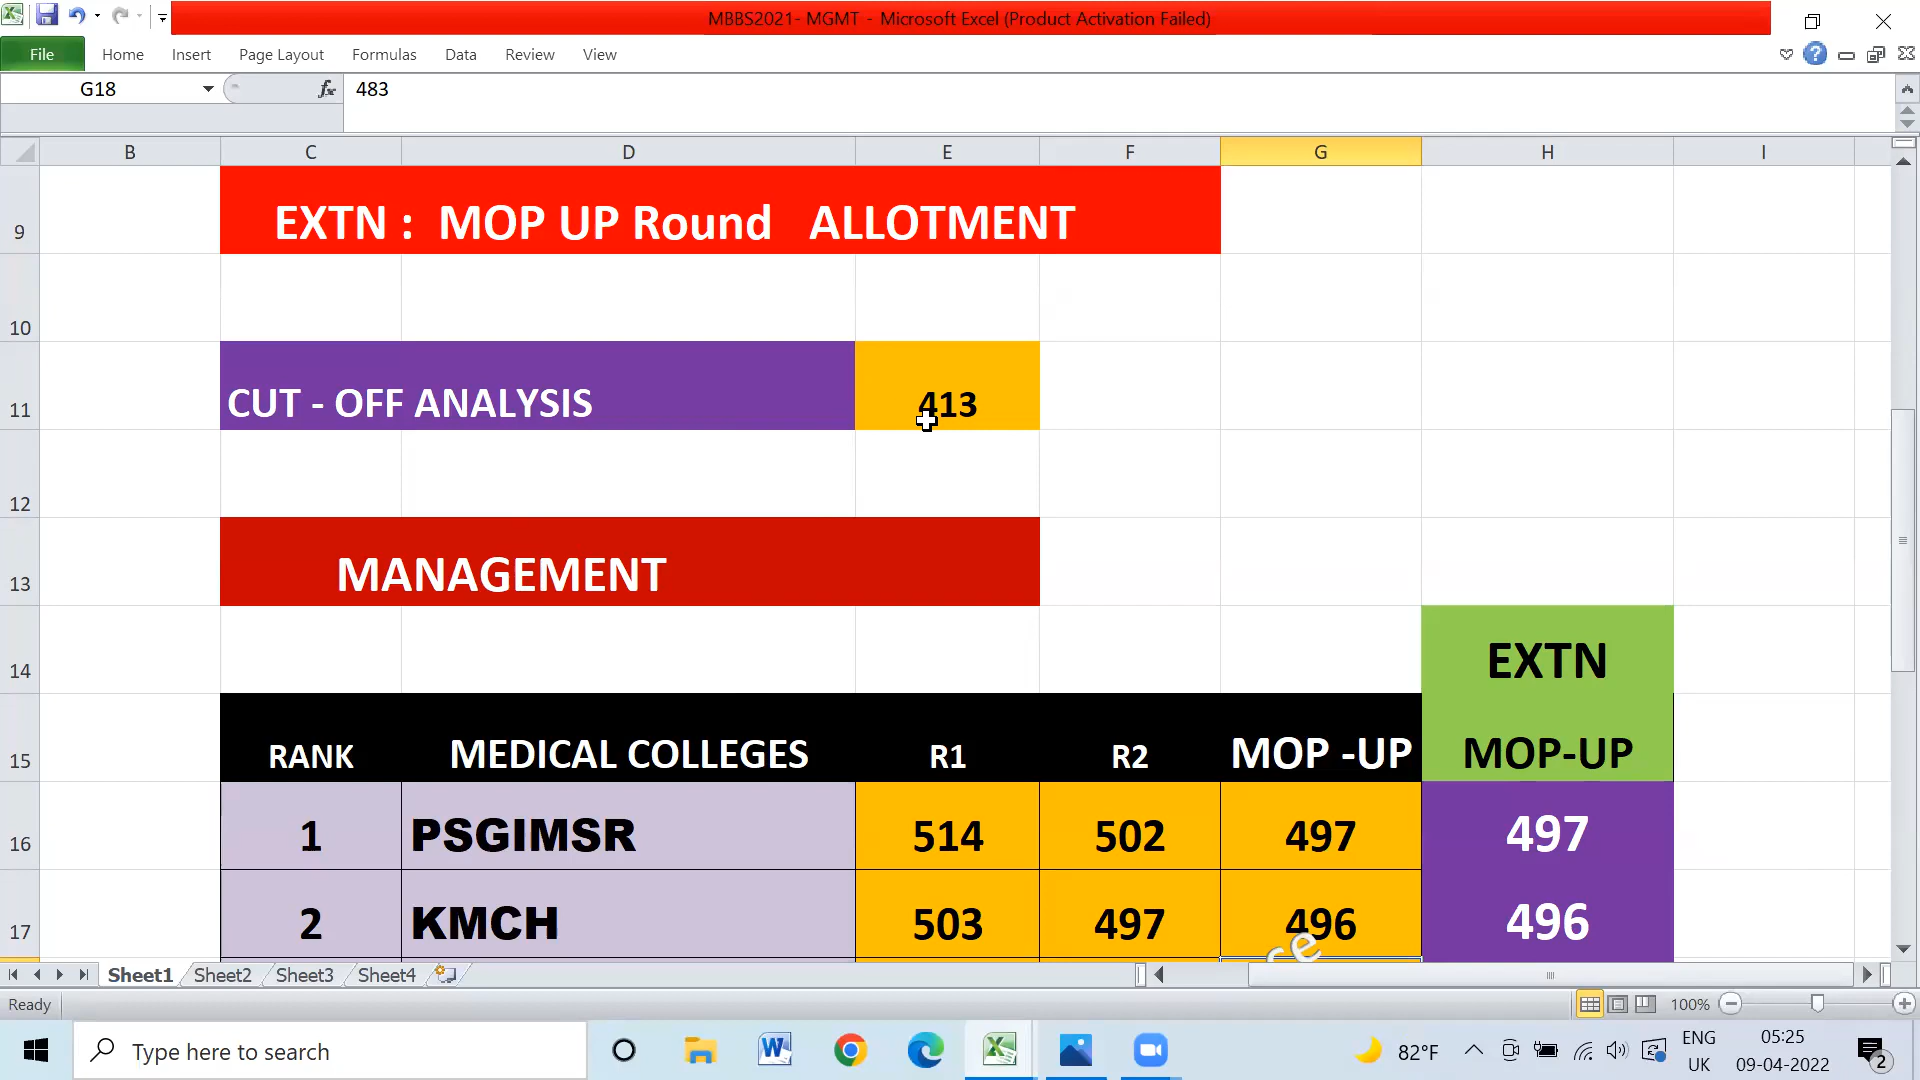 MBBS2021- MGMT - Microsoft Excel (Product Activation Failed)
File Home Insert Page Layout Formulas Data Review View
G18 fx 483
B C D E F G H I
9 EXTN : MOP UP Round ALLOTMENT
10
11 CUT - OFF ANALYSIS 413
12
13 MANAGEMENT
14 EXTN
15 RANK MEDICAL COLLEGES R1 R2 MOP -UP MOP-UP
16 1 PSGIMSR 514 502 497 497
17 2 KMCH 503 497 496 496
Sheet1 Sheet2 Sheet3 Sheet4
Ready 100%
Type here to search 82°F ENG 05:25
UK 09-04-2022 2